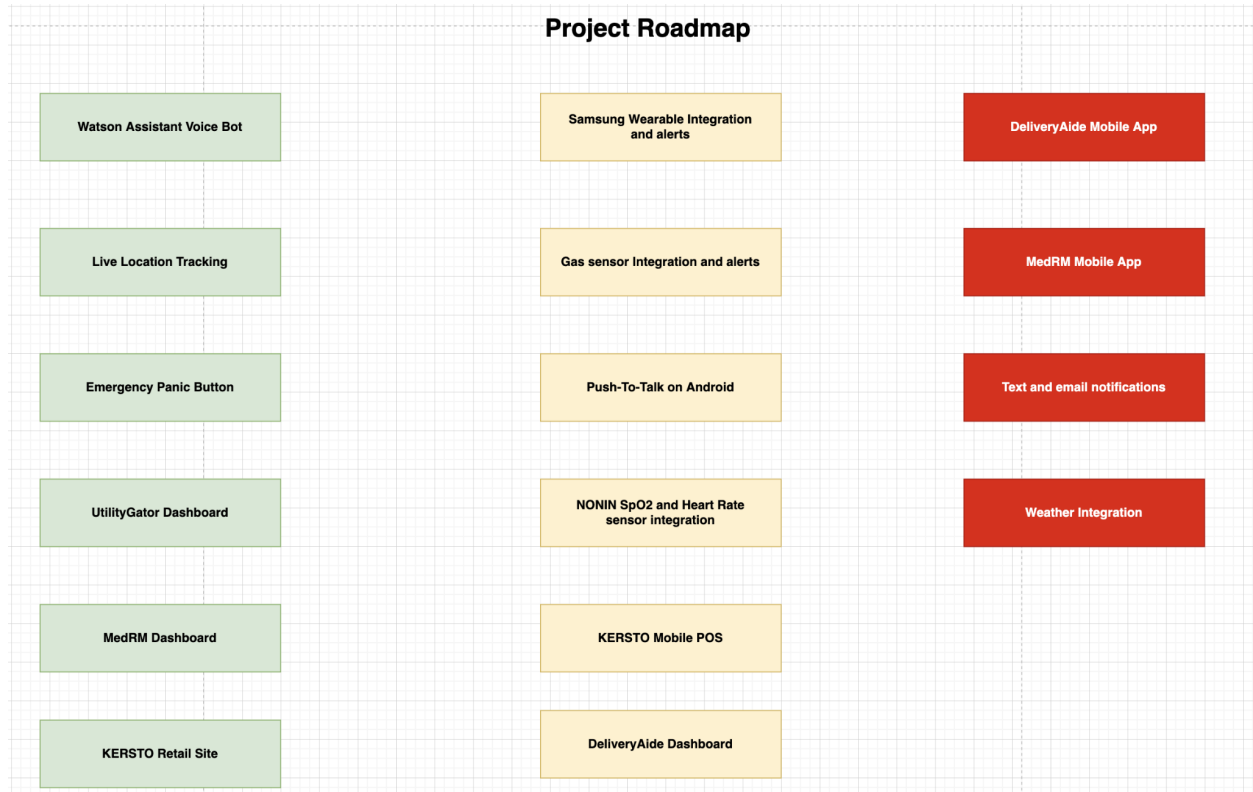 Project Roadmap
Watson Assistant Voice Bot
Samsung Wearable Integration
and alerts
DeliveryAide Mobile App
Live Location Tracking
Gas sensor Integration and alerts
MedRM Mobile App
Emergency Panic Button
Push-To-Talk on Android
Text and email notifications
UtilityGator Dashboard
NONIN SpO2 and Heart Rate
sensor integration
Weather Integration
MedRM Dashboard
KERSTO Mobile POS
KERSTO Retail Site
DeliveryAide Dashboard